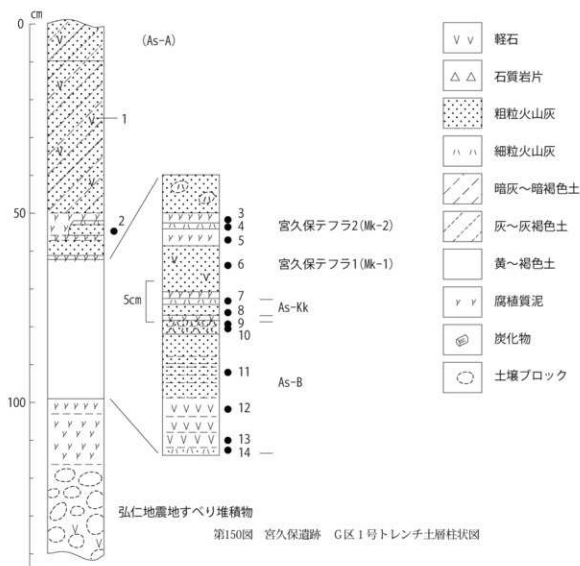 cm
0
50
100
(As-A)
1
2
5cm
3
4
5
6
7
8
9
10
11
12
13
14
宮久保テフラ2(Mk-2)
宮久保テフラ1(Mk-1)
As-Kk
As-B
弘仁地震地すべり堆積物
軽石
石質岩片
粗粒火山灰
細粒火山灰
暗灰～暗褐色土
灰～灰褐色土
黄～褐色土
腐植質泥
炭化物
土壌ブロック
第150図 宮久保遺跡 G区1号トレンチ土層柱状図